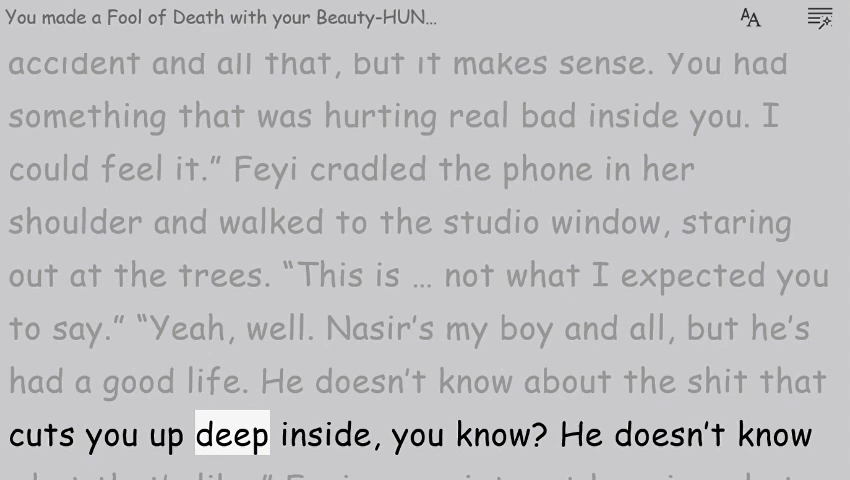 You made a Fool of Death with your Beauty-HUN...
accident and all that, but it makes sense. You had
something that was hurting real bad inside you. I
could feel it.” Feyi cradled the phone in her
shoulder and walked to the studio window, staring
out at the trees. “This is … not what I expected you
to say.” “Yeah, well. Nasir’s my boy and all, but he’s
had a good life. He doesn’t know about the shit that
cuts you up deep inside, you know? He doesn’t know